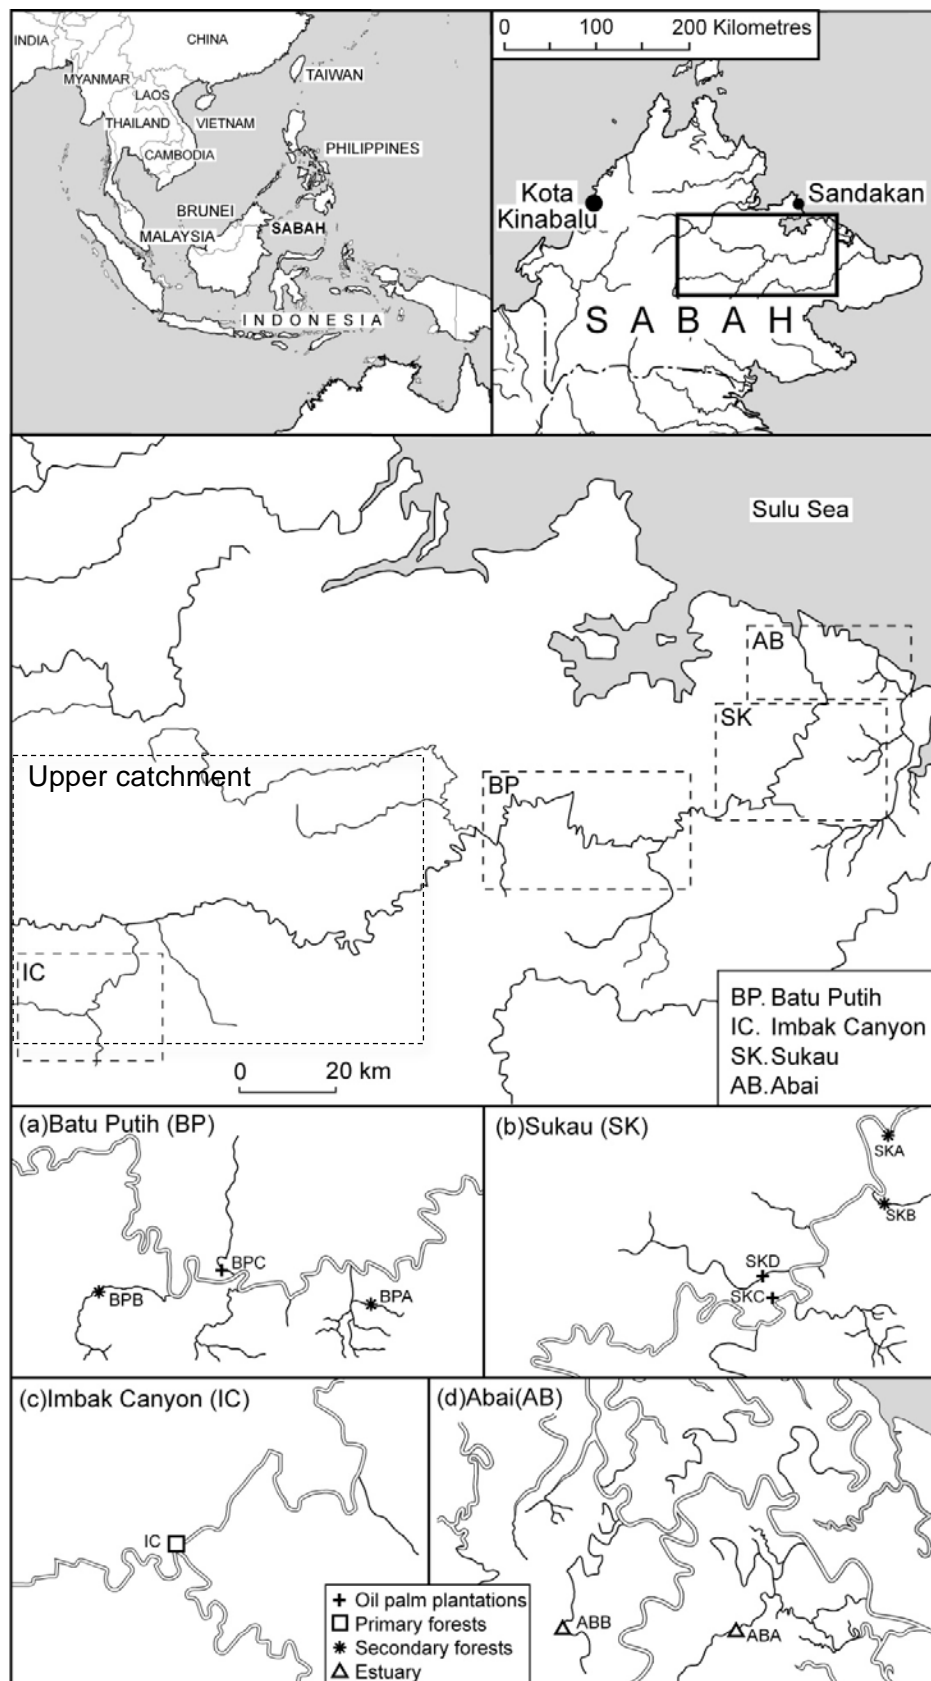 INDIA
CHINA
MYANMAR
TAIWAN
LAOS
THAILAND
VIETNAM
CAMBODIA
PHILIPPINES
BRUNEI
MALAYSIA
SABAH
INDONESIA
0 100 200 Kilometres
Kota
Kinabalu
Sandakan
S A B A H
Sulu Sea
AB
SK
Upper catchment
BP
IC
0 20 km
BP. Batu Putih
IC. Imbak Canyon
SK. Sukau
AB. Abai
(a)Batu Putih (BP)
BPC
BPB
BPA
(b)Sukau (SK)
SKA
SKB
SKD
SKC
(c)Imbak Canyon (IC)
IC
(d)Abai(AB)
ABB
ABA
Oil palm plantations
Primary forests
Secondary forests
Estuary